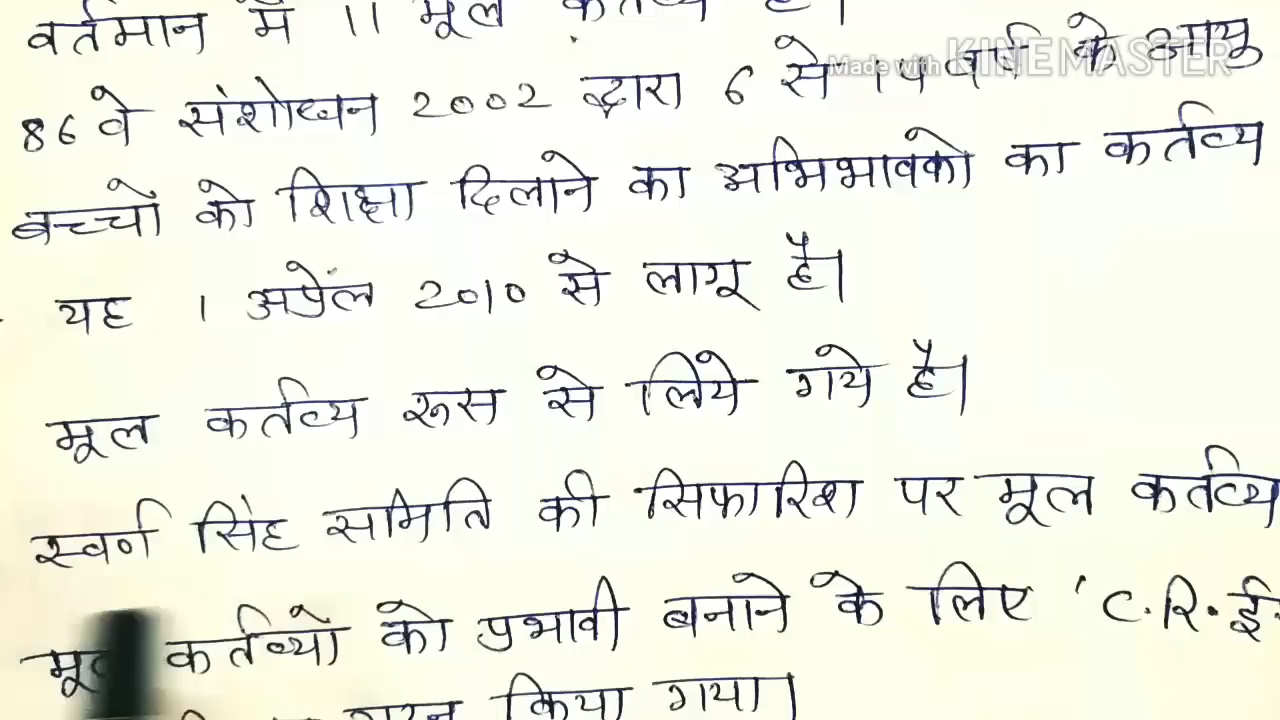 वर्तमान में 11 मूल कर्तव्य है।
Made with KINEMASTER
86 वे संशोधन 2002 द्वारा 6 से 14 वर्ष के आयु
बच्चों को शिक्षा दिलाने का अभिभावको का कर्तव्य
यह 1 अप्रेल 2010 से लागू है।
मूल कर्तव्य रूस से लिये गये है।
स्वर्ण सिंह समिति की सिफारिश पर मूल कर्तव्य
मूल कर्तव्यों को प्रभावी बनाने के लिए 'C.R.ई.
किया गया।